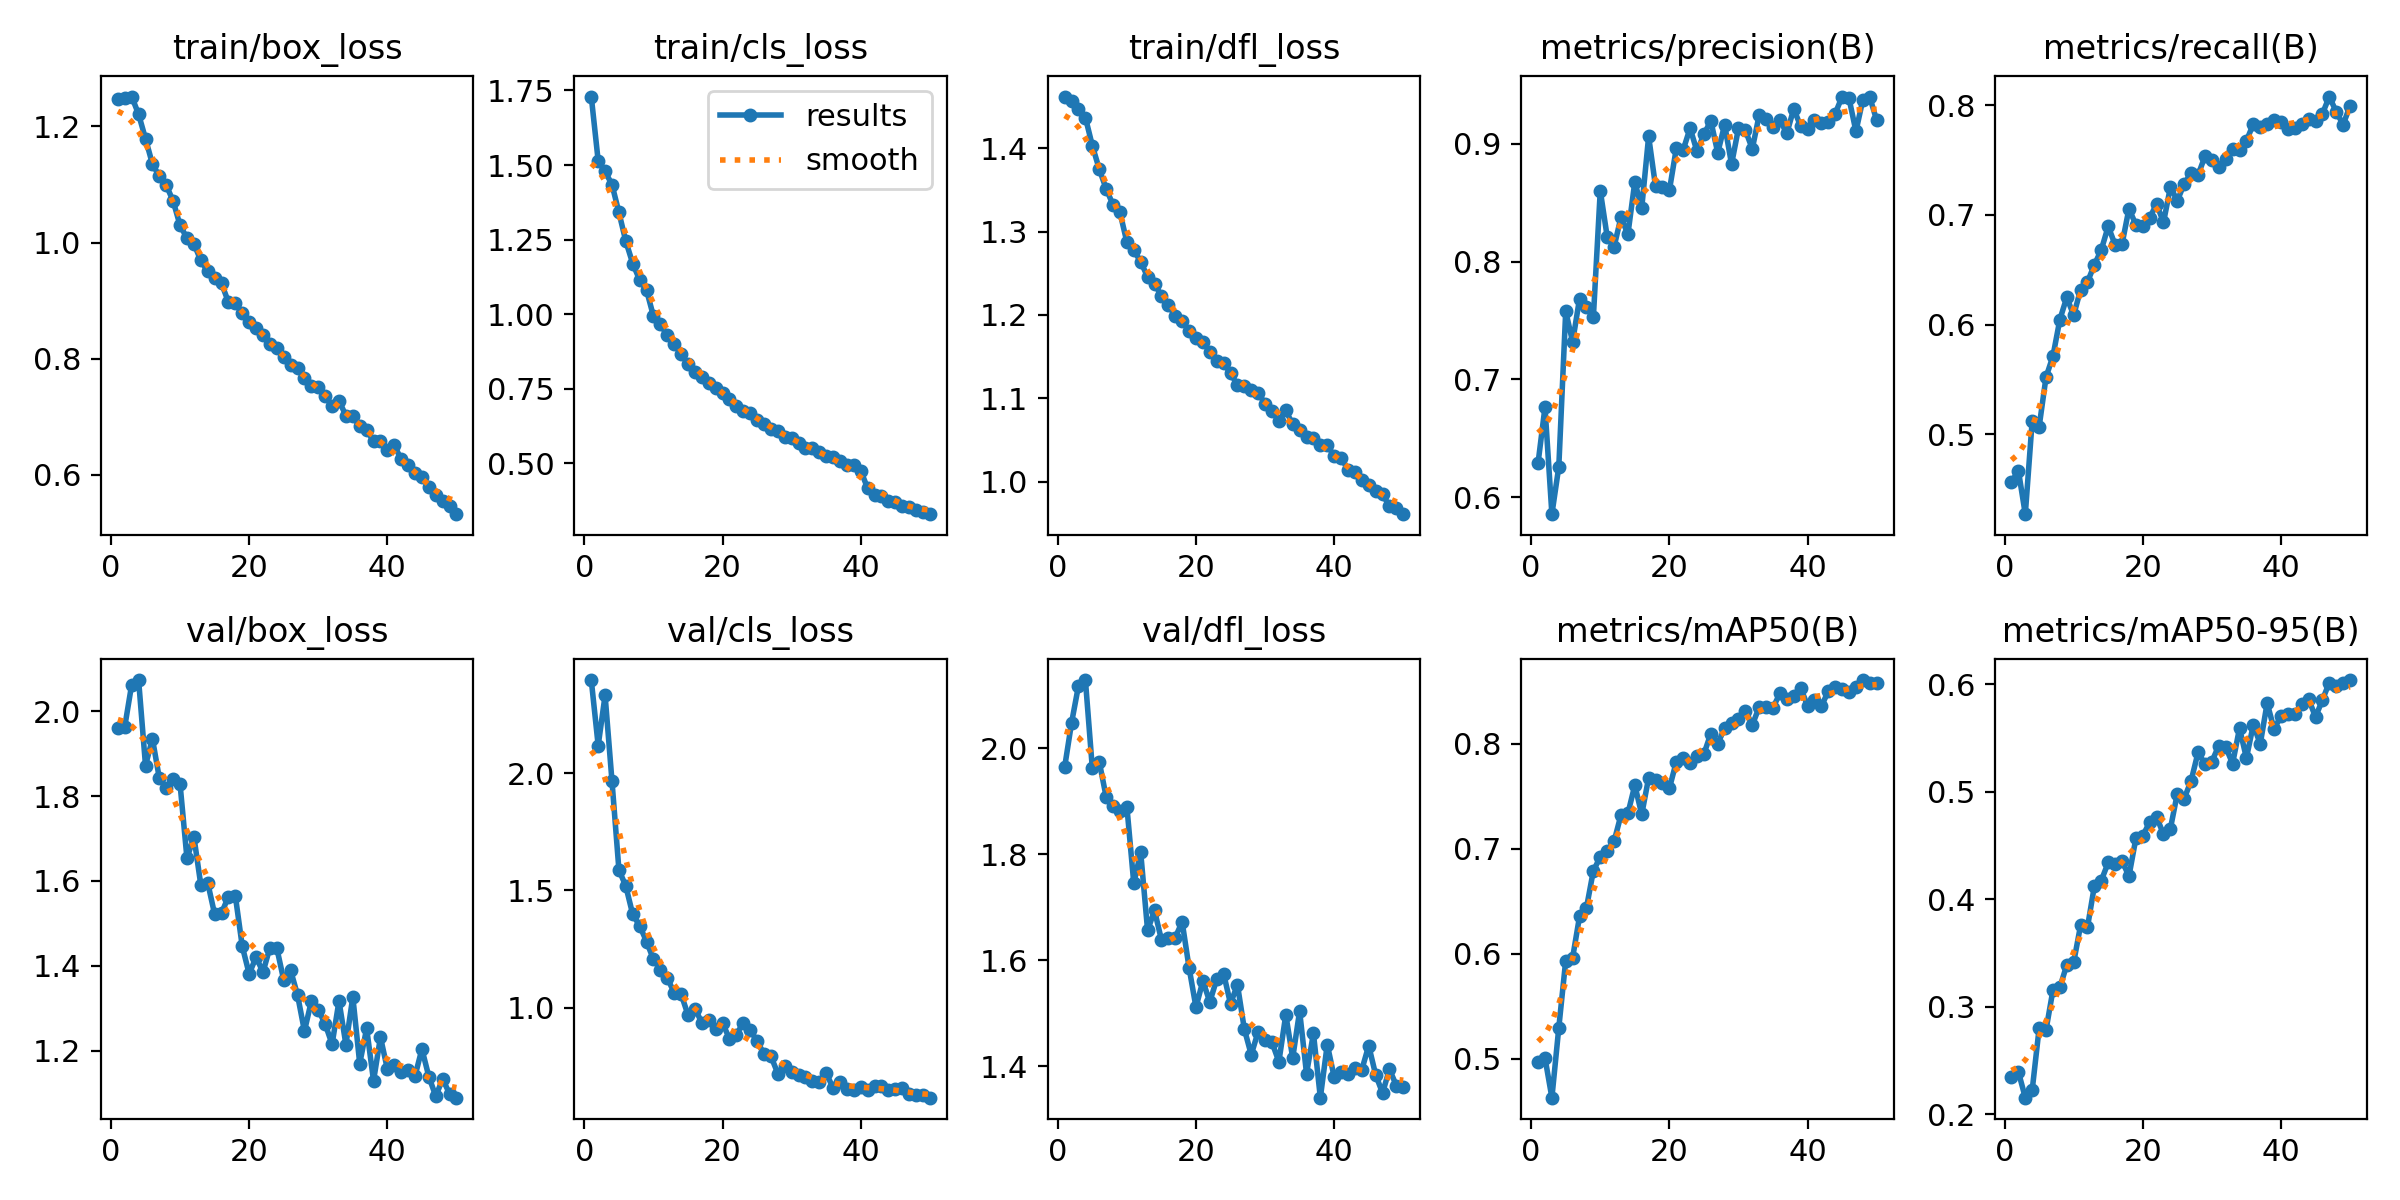 train/box_loss
1.2
1.0
0.8
0.6
0 20 40
train/cls_loss
results
smooth
1.75
1.50
1.25
1.00
0.75
0.50
0 20 40
train/dfl_loss
1.4
1.3
1.2
1.1
1.0
0 20 40
metrics/precision(B)
0.9
0.8
0.7
0.6
0 20 40
metrics/recall(B)
0.8
0.7
0.6
0.5
0 20 40
val/box_loss
2.0
1.8
1.6
1.4
1.2
0 20 40
val/cls_loss
2.0
1.5
1.0
0 20 40
val/dfl_loss
2.0
1.8
1.6
1.4
0 20 40
metrics/mAP50(B)
0.8
0.7
0.6
0.5
0 20 40
metrics/mAP50-95(B)
0.6
0.5
0.4
0.3
0.2
0 20 40